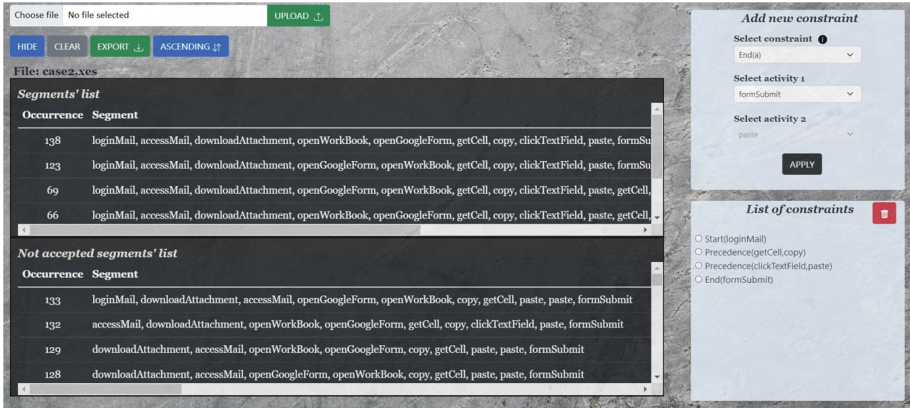 Choose file No file selected UPLOAD
HIDE CLEAR EXPORT ASCENDING
File: case2.xes
Segments' list
Occurrence Segment
138 loginMail, accessMail, downloadAttachment, openWorkBook, openGoogleForm, getCell, copy, clickTextField, paste, formSu
123 loginMail, accessMail, downloadAttachment, openWorkBook, openGoogleForm, getCell, copy, clickTextField, paste, formSu
69 loginMail, accessMail, downloadAttachment, openWorkBook, openGoogleForm, getCell, copy, clickTextField, paste, getCell,
66 loginMail, accessMail, downloadAttachment, openWorkBook, openGoogleForm, getCell, copy, clickTextField, paste, getCell,
Not accepted segments' list
Occurrence Segment
133 loginMail, downloadAttachment, accessMail, openGoogleForm, openWorkBook, copy, getCell, paste, paste, formSubmit
132 accessMail, downloadAttachment, openWorkBook, openGoogleForm, getCell, copy, clickTextField, paste, formSubmit
129 downloadAttachment, accessMail, openWorkBook, openGoogleForm, copy, getCell, paste, paste, formSubmit
128 downloadAttachment, accessMail, openGoogleForm, openWorkBook, copy, getCell, paste, paste, formSubmit
Add new constraint
Select constraint i
End(a)
Select activity 1
formSubmit
Select activity 2
paste
APPLY
List of constraints
Start(loginMail)
Precedence(getCell,copy)
Precedence(clickTextField,paste)
End(formSubmit)